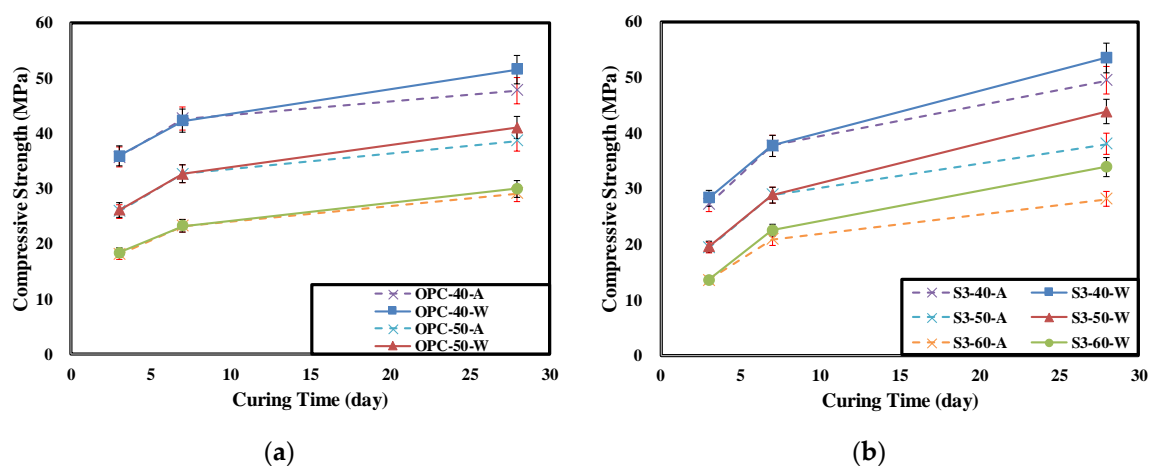 Compressive Strength (MPa)
60
50
40
30
20
10
0
OPC-40-A
OPC-40-W
OPC-50-A
OPC-50-W
0 5 10 15 20 25 30
Curing Time (day)
(a)
Compressive Strength (MPa)
60
50
40
30
20
10
0
S3-40-A S3-40-W
S3-50-A S3-50-W
S3-60-A S3-60-W
0 5 10 15 20 25 30
Curing Time (day)
(b)